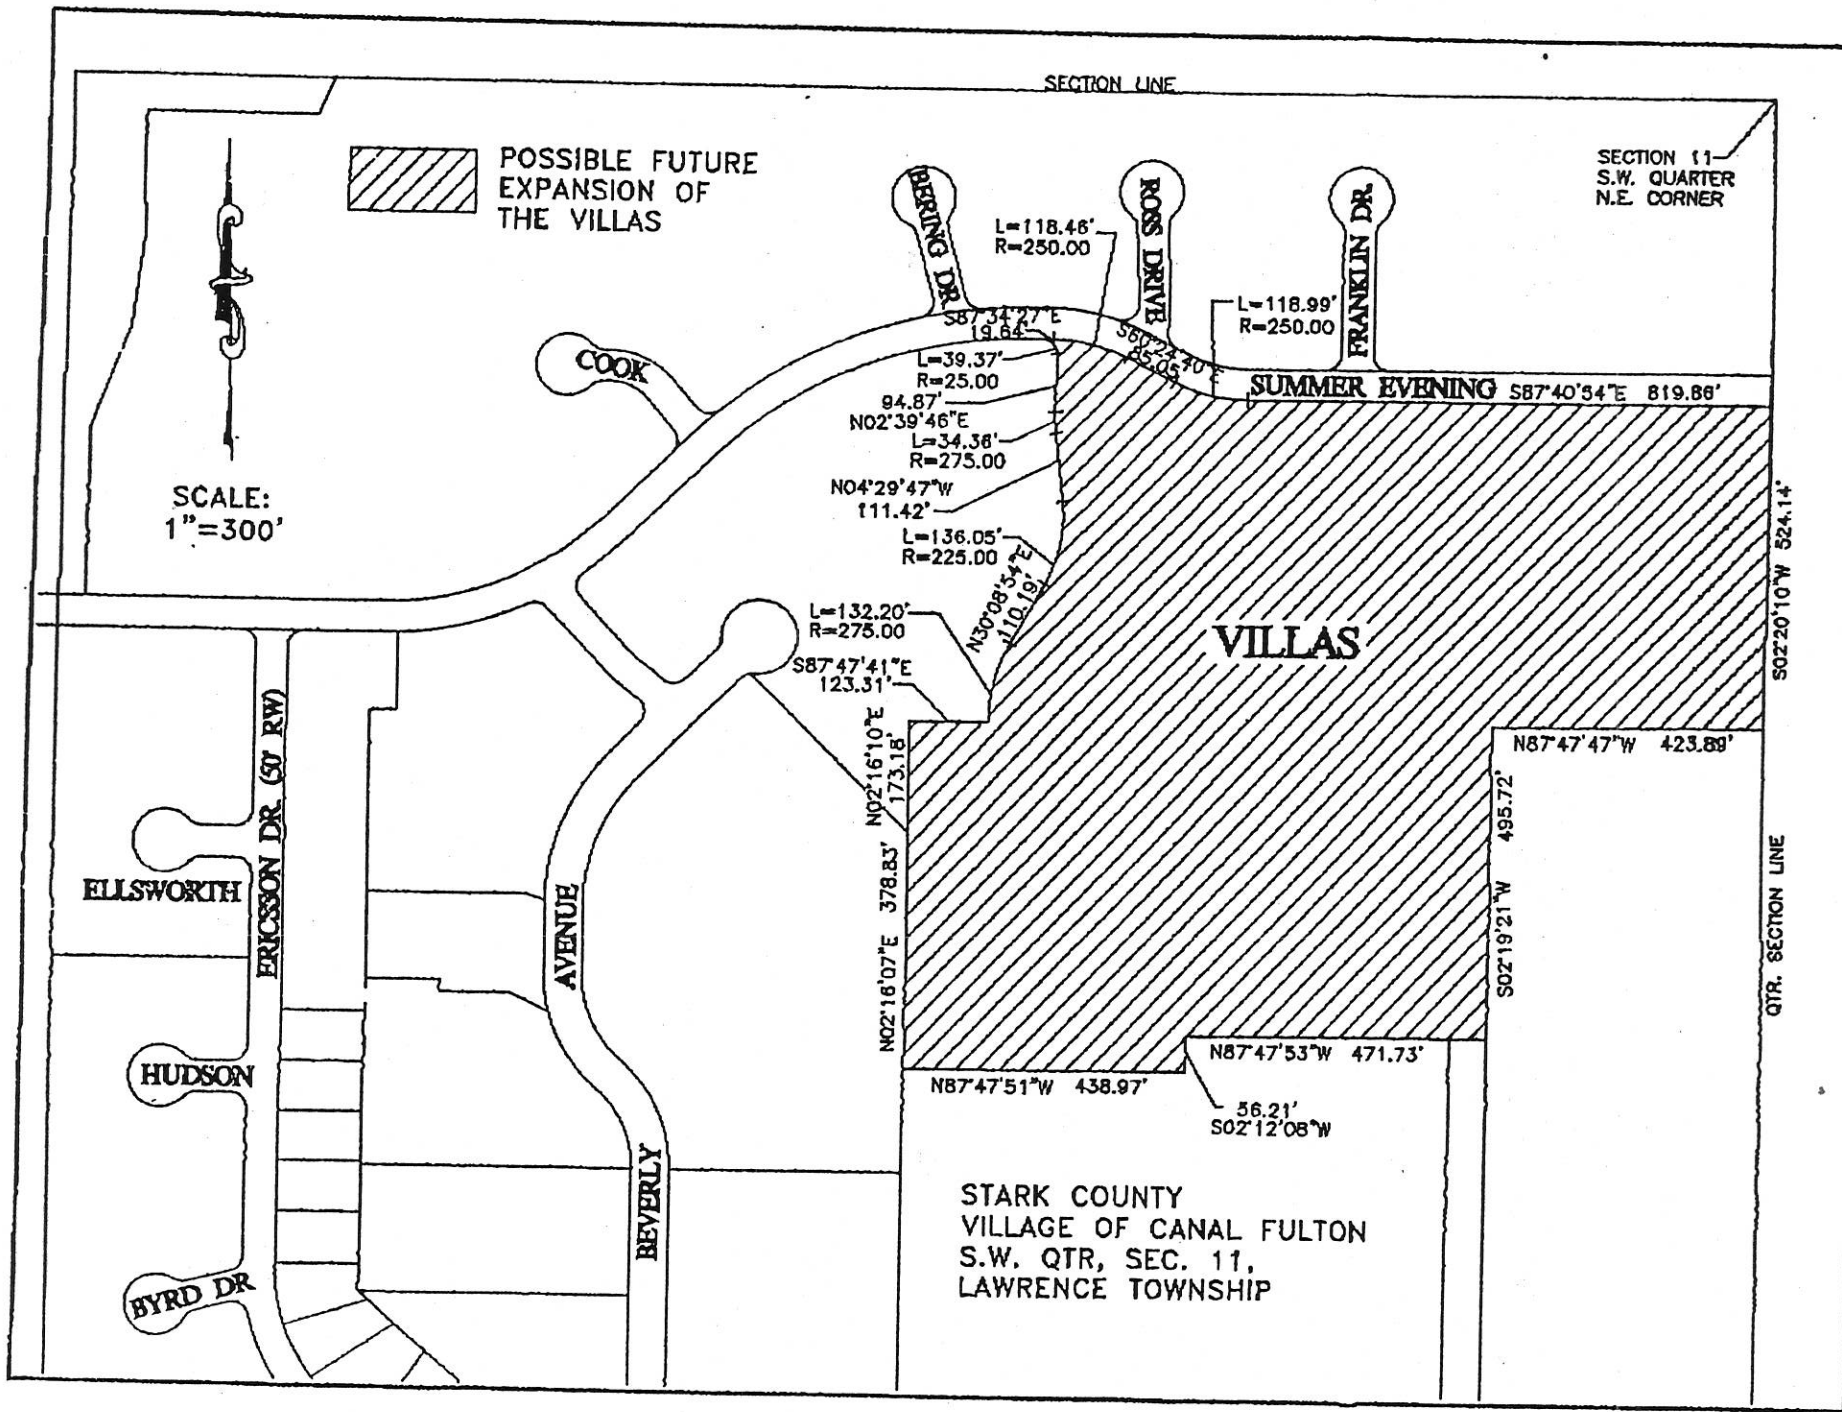 SECTION LINE
SECTION 11
S.W. QUARTER
N.E. CORNER
POSSIBLE FUTURE
EXPANSION OF
THE VILLAS
SCALE:
1"=300'
BERING DR
ROSS DRIVE
FRANKLIN DR.
COOK
L=118.46'
R=250.00
L=118.99'
R=250.00
S87°34'27"E
19.64'
S60°24'40"E
85.05'
SUMMER EVENING
S87°40'54"E 819.86'
L=39.37'
R=25.00
94.87'
N02°39'46"E
L=34.36'
R=275.00
N04°29'47"W
111.42'
L=136.05'
R=225.00
N30°08'54"E
110.19'
L=132.20'
R=275.00
S87°47'41"E
123.31'
VILLAS
S02°20'10"W 524.14'
N87°47'47"W 423.89'
N02°16'10"E
173.18'
N02°16'07"E 378.83'
S02°19'21"W 495.72'
QTR. SECTION LINE
N87°47'53"W 471.73'
N87°47'51"W 438.97'
56.21'
S02°12'08"W
ERICSSON DR. (50' RW)
ELLSWORTH
HUDSON
BYRD DR
AVENUE
BEVERLY
STARK COUNTY
VILLAGE OF CANAL FULTON
S.W. QTR, SEC. 11,
LAWRENCE TOWNSHIP